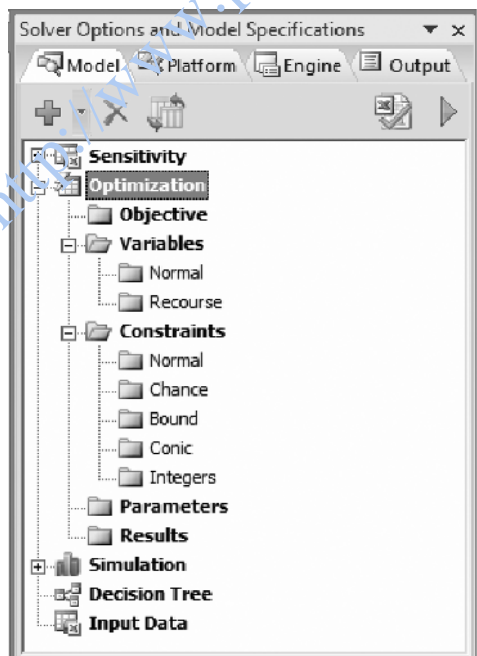 Solver Options and Model Specifications
Model Platform Engine Output
Sensitivity
Optimization
Objective
Variables
Normal
Recourse
Constraints
Normal
Chance
Bound
Conic
Integers
Parameters
Results
Simulation
Decision Tree
Input Data